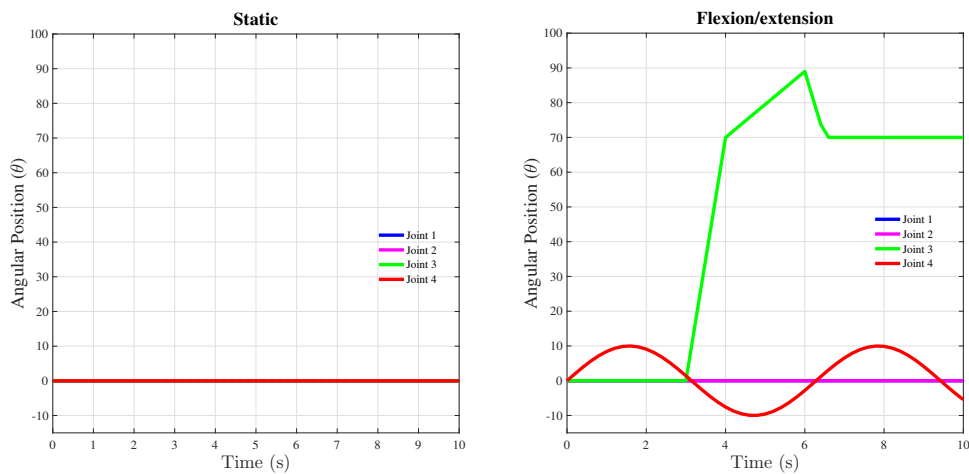 Static
100
90
80
70
60
50
40
30
20
10
0
-10
0 1 2 3 4 5 6 7 8 9 10
Angular Position (θ)
Time (s)
Joint 1
Joint 2
Joint 3
Joint 4
Flexion/extension
100
90
80
70
60
50
40
30
20
10
0
-10
0 2 4 6 8 10
Angular Position (θ)
Time (s)
Joint 1
Joint 2
Joint 3
Joint 4